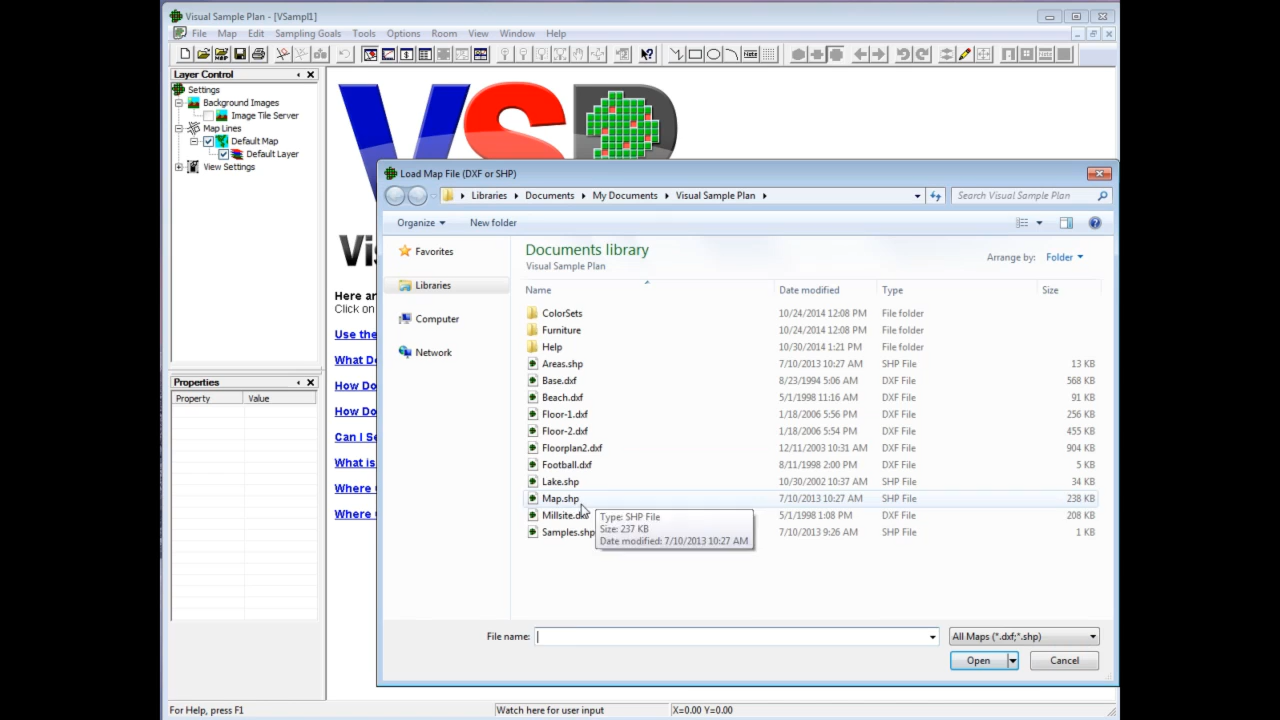 Visual Sample Plan - [VSampl1]
File Map Edit Sampling Goals Tools Options Room View Window Help
Layer Control
Settings
Background Images
Image Tile Server
Map Lines
Default Map
Default Layer
View Settings
Properties
Property Value
VSP
Vis
Here an
Click on
Use the
What Do
How Do
How Do
Can I Se
What is
Where
Where
Load Map File (DXF or SHP)
Libraries Documents My Documents Visual Sample Plan
Search Visual Sample Plan
Organize New folder
Favorites
Libraries
Computer
Network
Documents library
Visual Sample Plan
Arrange by: Folder
Name Date modified Type Size
ColorSets 10/24/2014 12:08 PM File folder
Furniture 10/24/2014 12:08 PM File folder
Help 10/30/2014 1:21 PM File folder
Areas.shp 7/10/2013 10:27 AM SHP File 13 KB
Base.dxf 8/23/1994 5:06 AM DXF File 568 KB
Beach.dxf 5/1/1998 11:16 AM DXF File 91 KB
Floor-1.dxf 1/18/2006 5:56 PM DXF File 256 KB
Floor-2.dxf 1/18/2006 5:54 PM DXF File 455 KB
Floorplan2.dxf 12/11/2003 10:31 AM DXF File 904 KB
Football.dxf 8/11/1998 2:00 PM DXF File 5 KB
Lake.shp 10/30/2002 10:37 AM SHP File 34 KB
Map.shp 7/10/2013 10:27 AM SHP File 238 KB
Millsite.dxf 5/1/1998 1:08 PM DXF File 208 KB
Samples.shp 7/10/2013 9:26 AM SHP File 1 KB
Type: SHP File
Size: 237 KB
Date modified: 7/10/2013 10:27 AM
File name: All Maps (*.dxf;*.shp)
Open Cancel
For Help, press F1 Watch here for user input X=0.00 Y=0.00